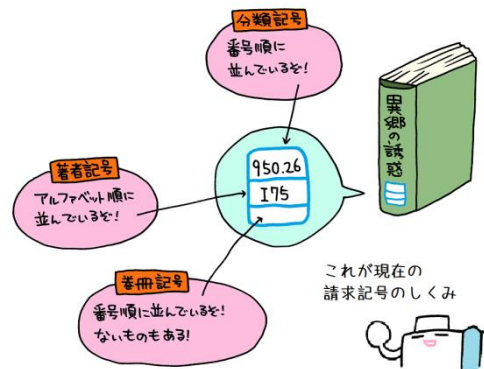 分類記号
番号順に
並んでいるぞ!
異郷の誘惑
950.26
I75
著者記号
アルファベット順に
並んでいるぞ!
巻冊記号
番号順に並んでいるぞ!
ないものもある!
これが現在の
請求記号のしくみ